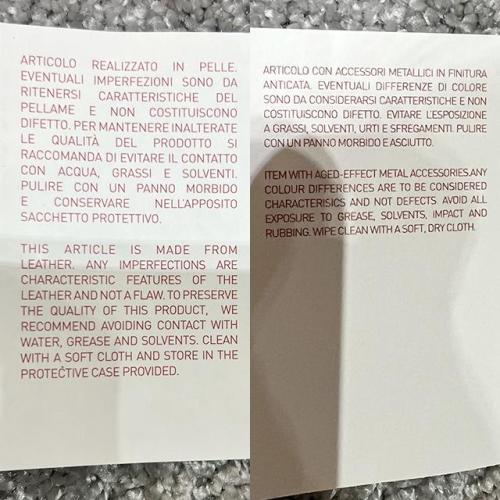 ARTICOLO REALIZZATO IN PELLE.
EVENTUALI IMPERFEZIONI SONO DA
RITENERSI CARATTERISTICHE DEL
PELLAME E NON COSTITUISCONO
DIFETTO. PER MANTENERE INALTERATE
LE QUALITÀ DEL PRODOTTO SI
RACCOMANDA DI EVITARE IL CONTATTO
CON ACQUA, GRASSI E SOLVENTI.
PULIRE CON UN PANNO MORBIDO
E CONSERVARE NELL'APPOSITO
SACCHETTO PROTETTIVO.
THIS ARTICLE IS MADE FROM
LEATHER. ANY IMPERFECTIONS ARE
CHARACTERISTIC FEATURES OF THE
LEATHER AND NOT A FLAW. TO PRESERVE
THE QUALITY OF THIS PRODUCT, WE
RECOMMEND AVOIDING CONTACT WITH
WATER, GREASE AND SOLVENTS. CLEAN
WITH A SOFT CLOTH AND STORE IN THE
PROTECTIVE CASE PROVIDED.
ARTICOLO CON ACCESSORI METALLICI IN FINITURA
ANTICATA. EVENTUALI DIFFERENZE DI COLORE
SONO DA CONSIDERARSI CARATTERISTICHE E NON
COSTITUISCONO DIFETTO. EVITARE L'ESPOSIZIONE
A GRASSI, SOLVENTI, URTI E SFREGAMENTI. PULIRE
CON UN PANNO MORBIDO E ASCIUTTO.
ITEM WITH AGED-EFFECT METAL ACCESSORIES.ANY
COLOUR DIFFERENCES ARE TO BE CONSIDERED
CHARACTERISICS AND NOT DEFECTS. AVOID ALL
EXPOSURE TO GREASE, SOLVENTS, IMPACT AND
RUBBING. WIPE CLEAN WITH A SOFT, DRY CLOTH.